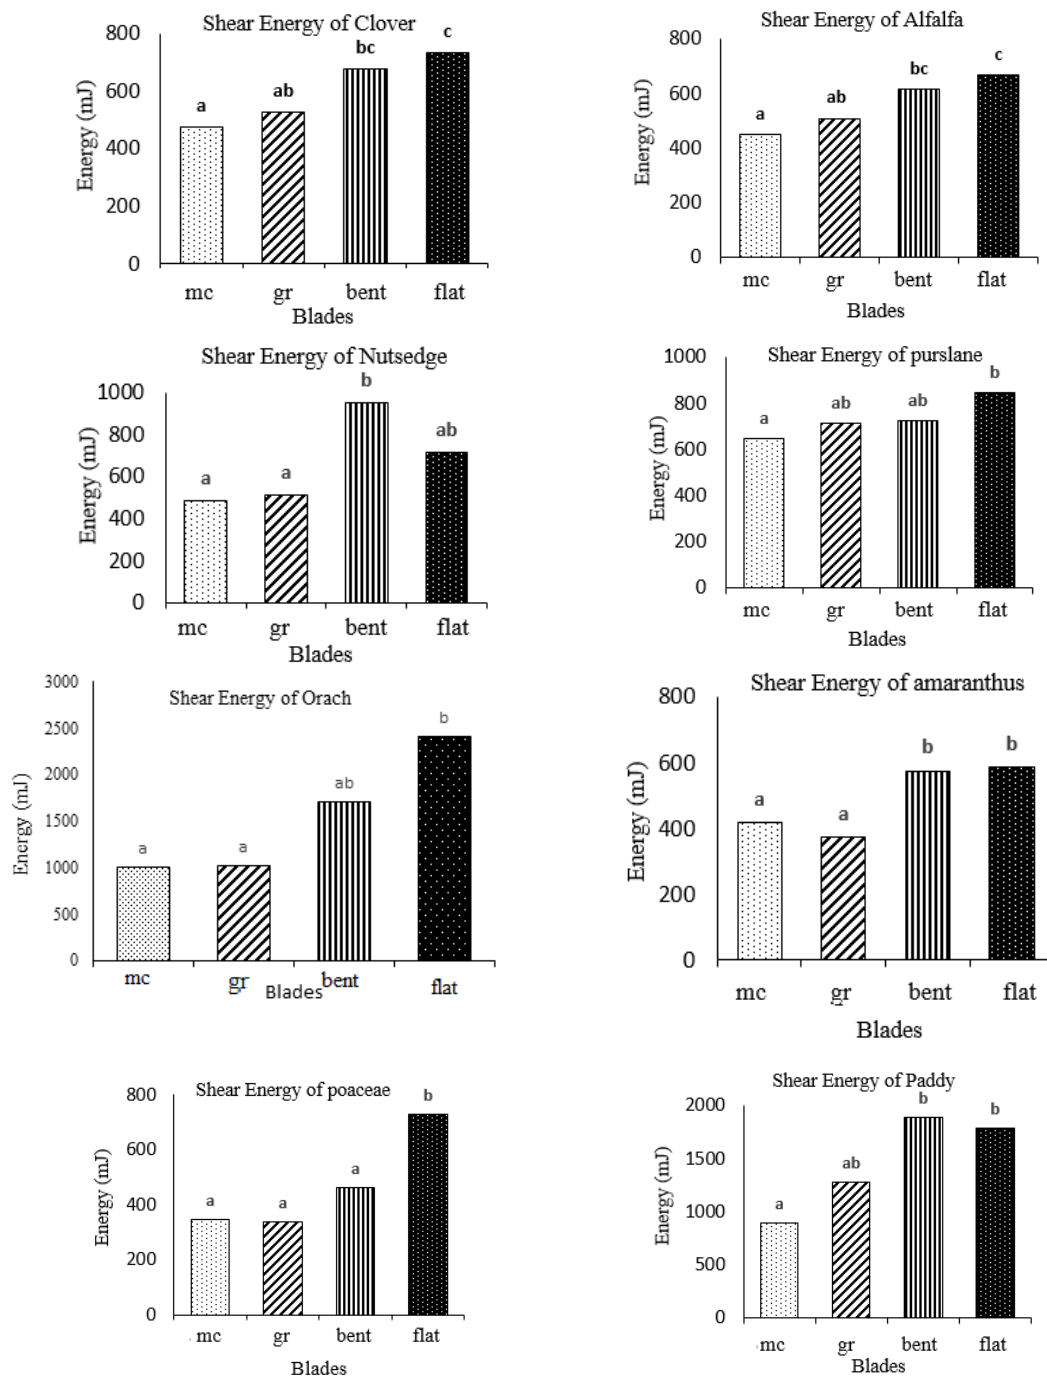 Shear Energy of Clover
800
600
400
200
0
Energy (mJ)
a
ab
bc
c
mc gr bent flat
Blades
Shear Energy of Alfalfa
800
600
400
200
0
Energy (mJ)
a
ab
bc
c
mc gr bent flat
Blades
Shear Energy of Nutsedge
1000
800
600
400
200
0
Energy (mJ)
a
a
b
ab
mc gr bent flat
Blades
Shear Energy of purslane
1000
800
600
400
200
0
Energy (mJ)
a
ab
ab
b
mc gr bent flat
Blades
Shear Energy of Orach
3000
2500
2000
1500
1000
500
0
Energy (mJ)
a
a
ab
b
mc gr bent flat
Blades
Shear Energy of amaranthus
800
600
400
200
0
Energy (mJ)
a
a
b
b
mc gr bent flat
Blades
Shear Energy of poaceae
800
600
400
200
0
Energy (mJ)
a
a
a
b
mc gr bent flat
Blades
Shear Energy of Paddy
2000
1500
1000
500
0
Energy (mJ)
a
ab
b
b
mc gr bent flat
Blades